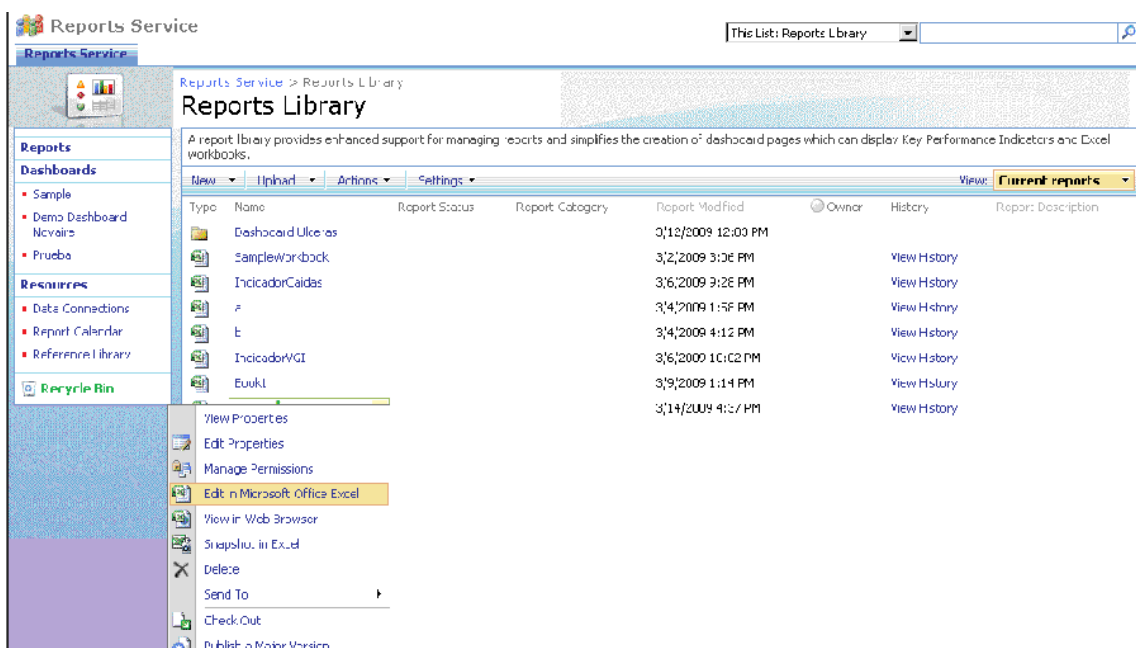 Reports Service
This List: Reports Library
Reports Service
Reports Service > Reports Library
Reports Library
A report library provides enhanced support for managing reports and simplifies the creation of dashboard pages which can display Key Performance Indicators and Excel
workbooks.
Reports
Dashboards
Sample
Demo Dashboard
Novaire
Prueba
Resources
Data Connections
Report Calendar
Reference Library
Recycle Bin
New Upload Actions Settings View: Current reports
Type Name Report Status Report Category Report Modified Owner History Report Description
Dashboard Ulceras 3/12/2009 12:03 PM
SampleWorkbook 3/2/2009 3:06 PM View History
IndicadorCaidas 3/6/2009 9:28 PM View History
a 3/4/2009 1:58 PM View History
b 3/4/2009 4:12 PM View History
IndicadorVGI 3/6/2009 10:02 PM View History
Book1 3/9/2009 1:14 PM View History
3/14/2009 4:37 PM View History
View Properties
Edit Properties
Manage Permissions
Edit in Microsoft Office Excel
View in Web Browser
Snapshot in Excel
Delete
Send To
Check Out
Publish a Major Version